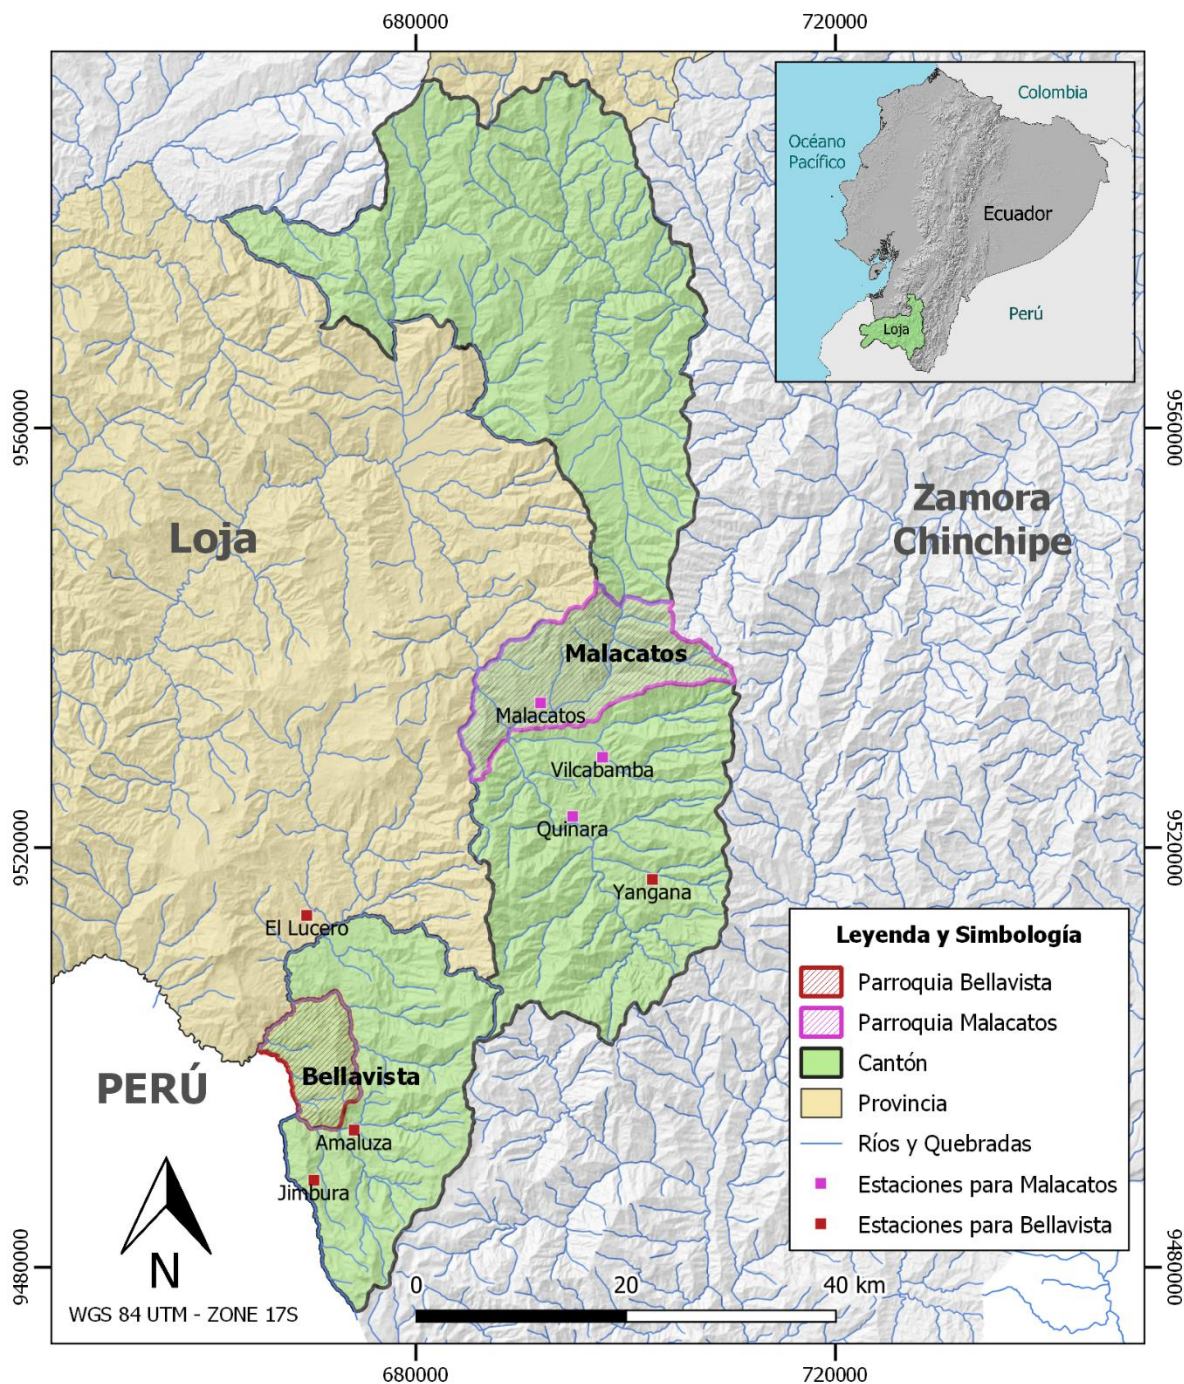 680000
720000
Colombia
Océano
Pacífico
Ecuador
Perú
Loja
9560000
9560000
Loja
Zamora
Chinchipe
Malacatos
Malacatos
Vilcabamba
Quinara
9520000
9520000
Yangana
El Lucero
Leyenda y Simbología
Parroquia Bellavista
Parroquia Malacatos
Cantón
Provincia
Ríos y Quebradas
Estaciones para Malacatos
Estaciones para Bellavista
PERÚ
Bellavista
Amaluza
Jimbura
N
WGS 84 UTM - ZONE 17S
0
20
40 km
9480000
9480000
680000
720000